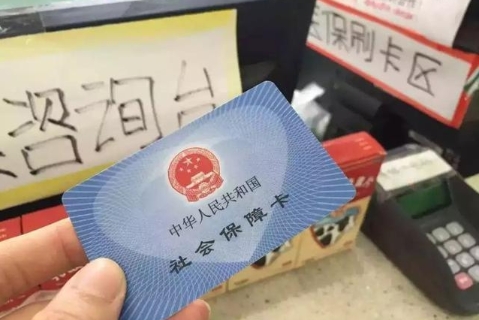 咨询台
医保刷卡区
中华人民共和国
社会保障卡